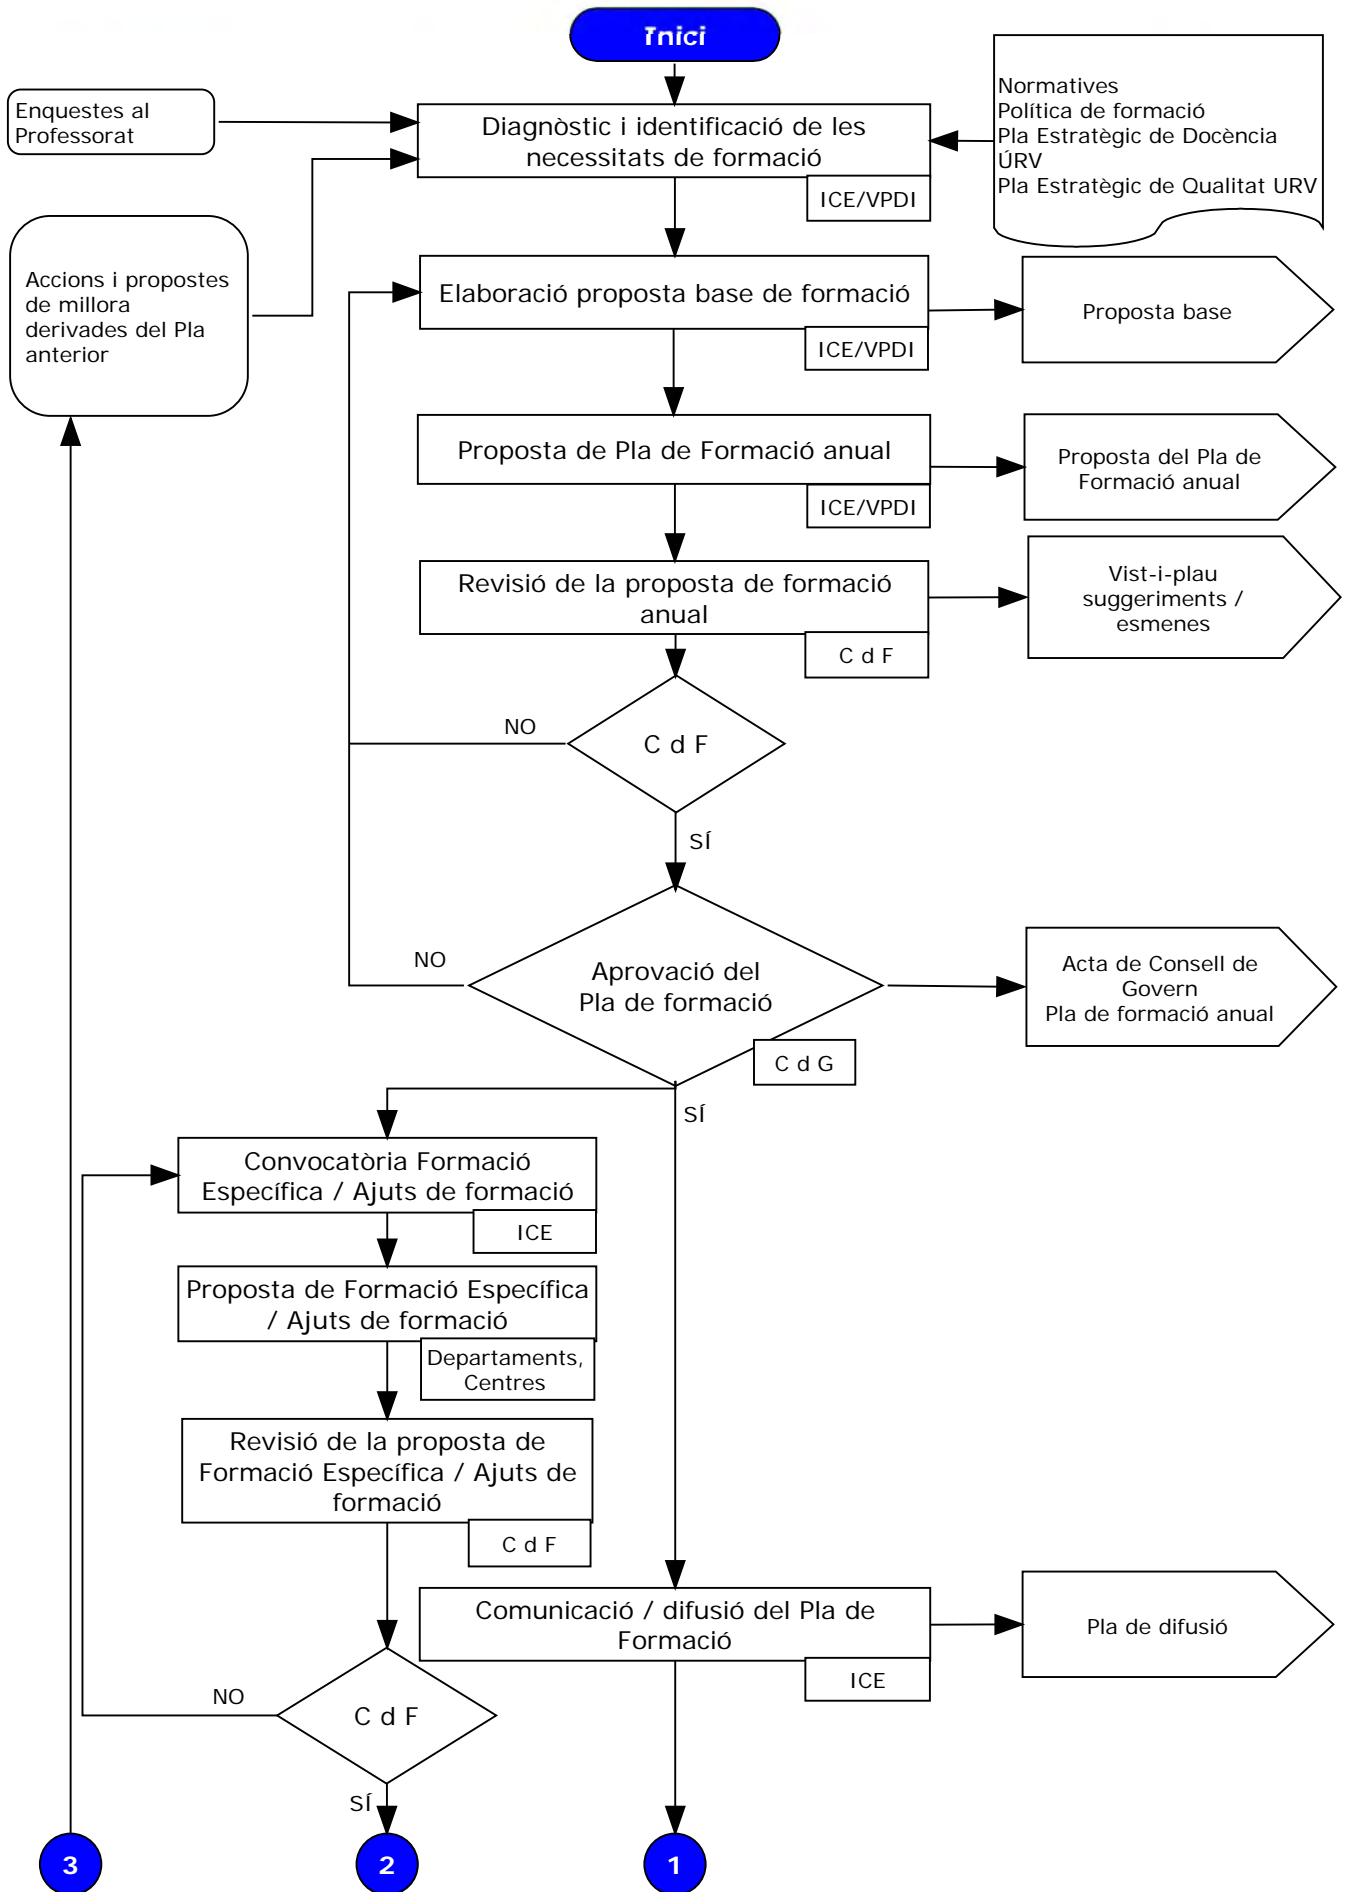 Inici
Enquestes al
Professorat
Diagnòstic i identificació de les
necessitats de formació
ICE/VPDI
Normatives
Política de formació
Pla Estratègic de Docència
ÚRV
Pla Estratègic de Qualitat URV
Accions i propostes
de millora
derivades del Pla
anterior
Elaboració proposta base de formació
ICE/VPDI
Proposta base
Proposta de Pla de Formació anual
ICE/VPDI
Proposta del Pla de
Formació anual
Revisió de la proposta de formació
anual
C d F
Vist-i-plau
suggeriments /
esmenes
NO
C d F
SÍ
NO
Aprovació del
Pla de formació
C d G
Acta de Consell de
Govern
Pla de formació anual
SÍ
Convocatòria Formació
Específica / Ajuts de formació
ICE
Proposta de Formació Específica
/ Ajuts de formació
Departaments,
Centres
Revisió de la proposta de
Formació Específica / Ajuts de
formació
C d F
Comunicació / difusió del Pla de
Formació
ICE
Pla de difusió
NO
C d F
SÍ
3
2
1